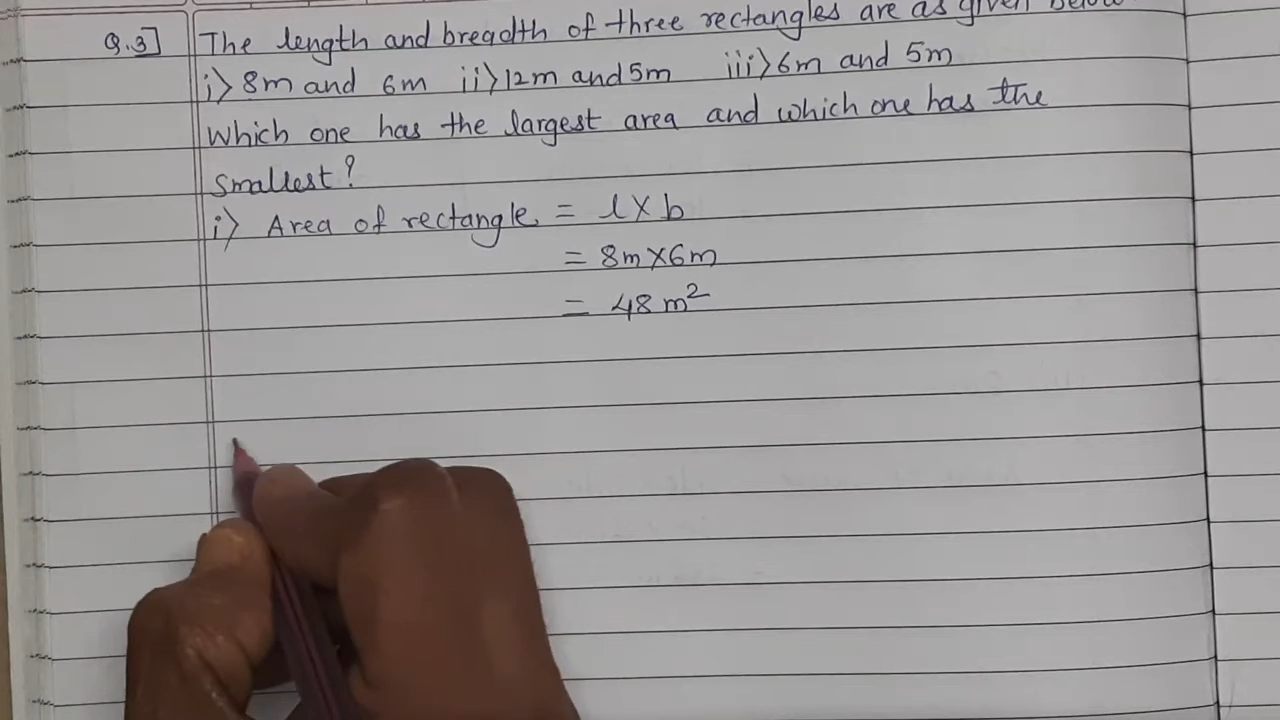 Q.3] The length and breadth of three rectangles are as given below
i) 8m and 6m ii) 12m and 5m iii) 6m and 5m
Which one has the largest area and which one has the
smallest?
i) Area of rectangle = l × b
= 8m × 6m
= 48 m²